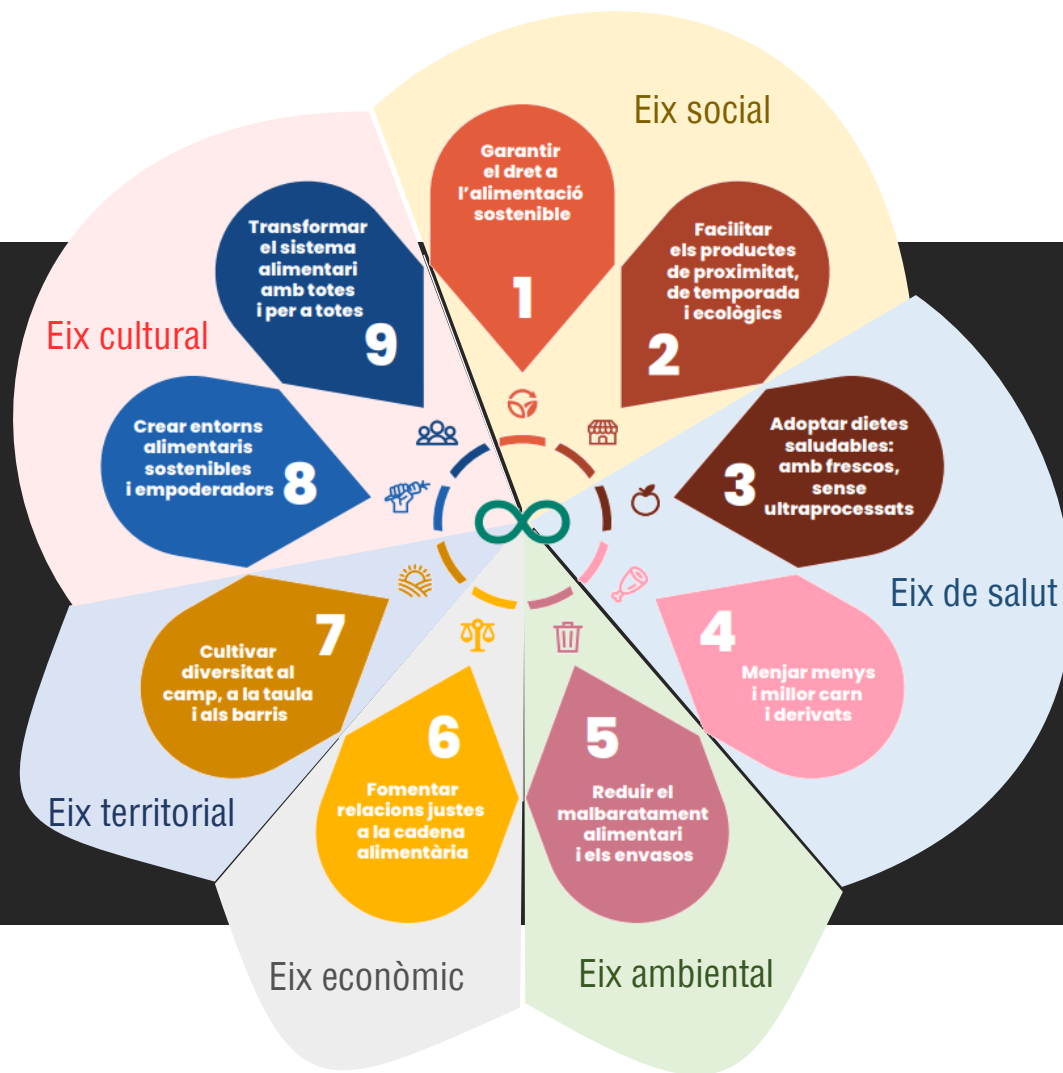 Eix social
Garantir
el dret a
l'alimentació
sostenible
1
Facilitar
els productes
de proximitat,
de temporada
i ecològics
2
Eix de salut
Adoptar dietes
saludables:
amb frescos,
sense
ultraprocessats
3
Menjar menys
i millor carn
i derivats
4
Eix ambiental
5
Reduir el
malbaratament
alimentari
i els envasos
Eix econòmic
6
Fomentar
relacions justes
a la cadena
alimentària
Eix territorial
7
Cultivar
diversitat al
camp, a la taula
i als barris
Eix cultural
Crear entorns
alimentaris
sostenibles
i empoderadors
8
Transformar
el sistema
alimentari
amb totes
i per a totes
9